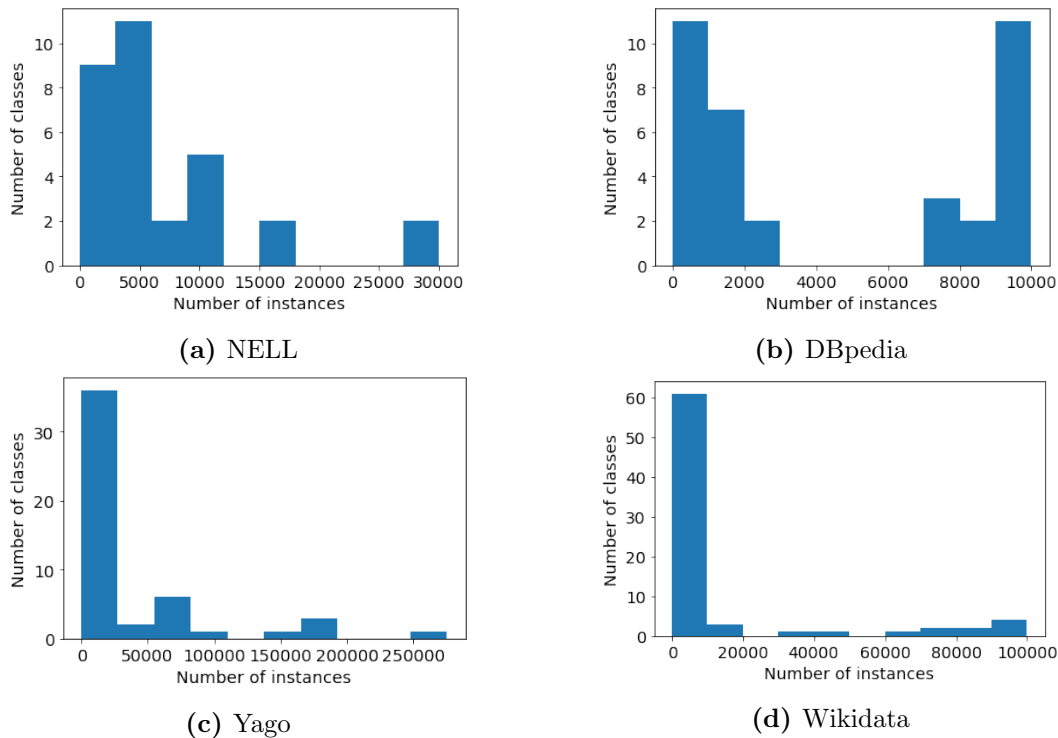 10
8
6
4
2
0
Number of classes
0 5000 10000 15000 20000 25000 30000
Number of instances
(a) NELL
10
8
6
4
2
0
Number of classes
0 2000 4000 6000 8000 10000
Number of instances
(b) DBpedia
30
20
10
0
Number of classes
0 50000 100000 150000 200000 250000
Number of instances
(c) Yago
60
50
40
30
20
10
0
Number of classes
0 20000 40000 60000 80000 100000
Number of instances
(d) Wikidata